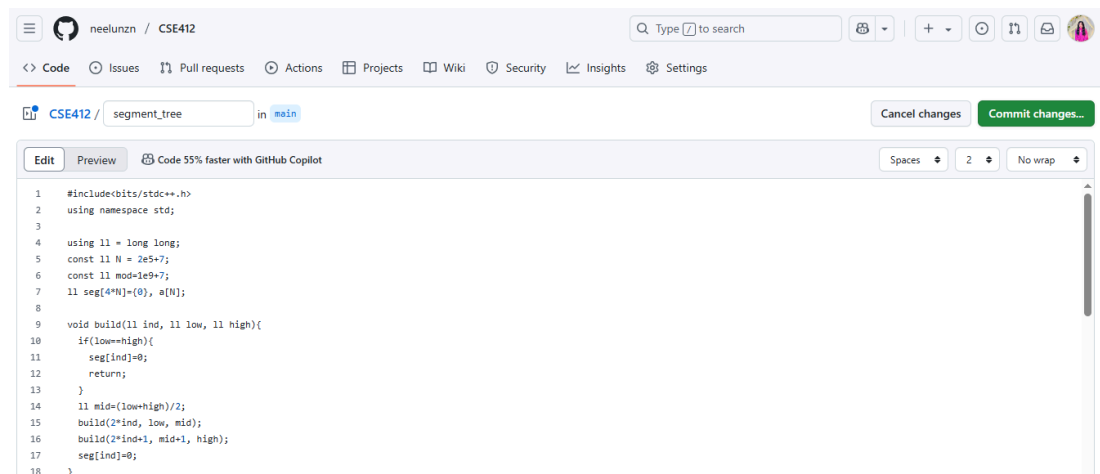 neelunzn / CSE412
Type / to search
<> Code Issues Pull requests Actions Projects Wiki Security Insights Settings
CSE412 / segment_tree in main Cancel changes Commit changes...
Edit Preview Code 55% faster with GitHub Copilot Spaces 2 No wrap
1 #include<bits/stdc++.h>
2 using namespace std;
3
4 using ll = long long;
5 const ll N = 2e5+7;
6 const ll mod=1e9+7;
7 ll seg[4*N]={0}, a[N];
8
9 void build(ll ind, ll low, ll high){
10 if(low==high){
11 seg[ind]=0;
12 return;
13 }
14 ll mid=(low+high)/2;
15 build(2*ind, low, mid);
16 build(2*ind+1, mid+1, high);
17 seg[ind]=0;
18 }